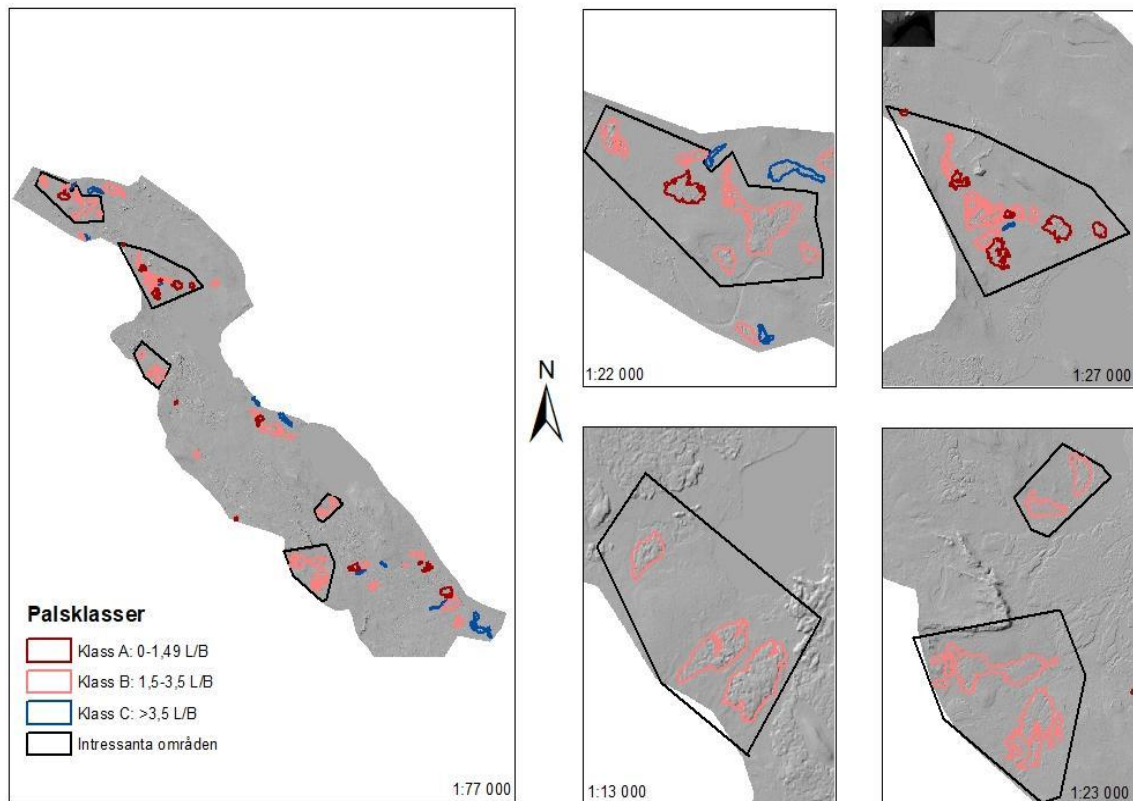 Palsklasser
Klass A: 0-1,49 L/B
Klass B: 1,5-3,5 L/B
Klass C: >3,5 L/B
Intressanta områden
1:77 000
N
1:22 000
1:27 000
1:13 000
1:23 000